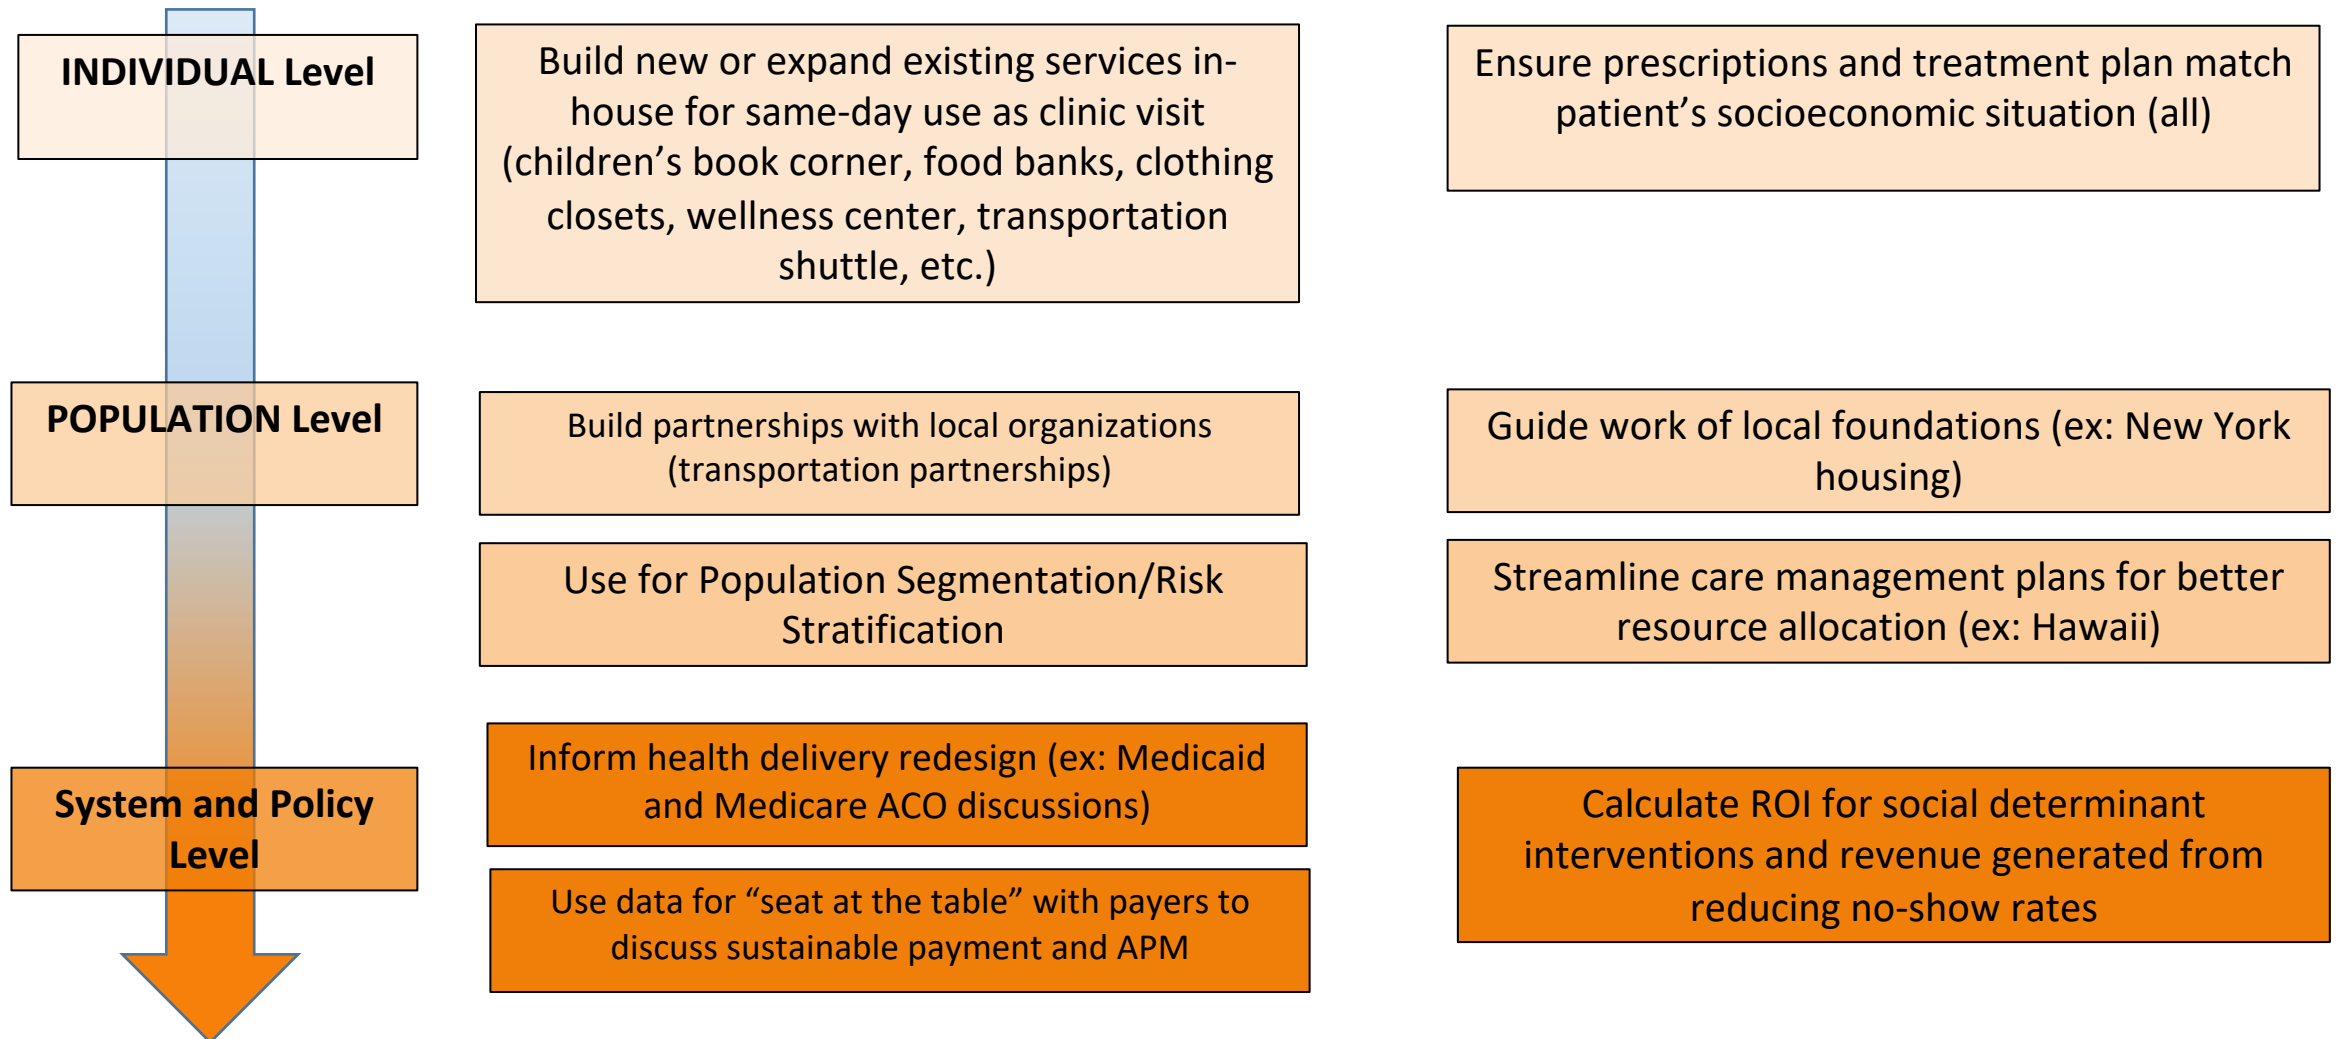 INDIVIDUAL Level
Build new or expand existing services in-
house for same-day use as clinic visit
(children’s book corner, food banks, clothing
closets, wellness center, transportation
shuttle, etc.)
Ensure prescriptions and treatment plan match
patient’s socioeconomic situation (all)
POPULATION Level
Build partnerships with local organizations
(transportation partnerships)
Guide work of local foundations (ex: New York
housing)
Use for Population Segmentation/Risk
Stratification
Streamline care management plans for better
resource allocation (ex: Hawaii)
System and Policy
Level
Inform health delivery redesign (ex: Medicaid
and Medicare ACO discussions)
Use data for “seat at the table” with payers to
discuss sustainable payment and APM
Calculate ROI for social determinant
interventions and revenue generated from
reducing no-show rates